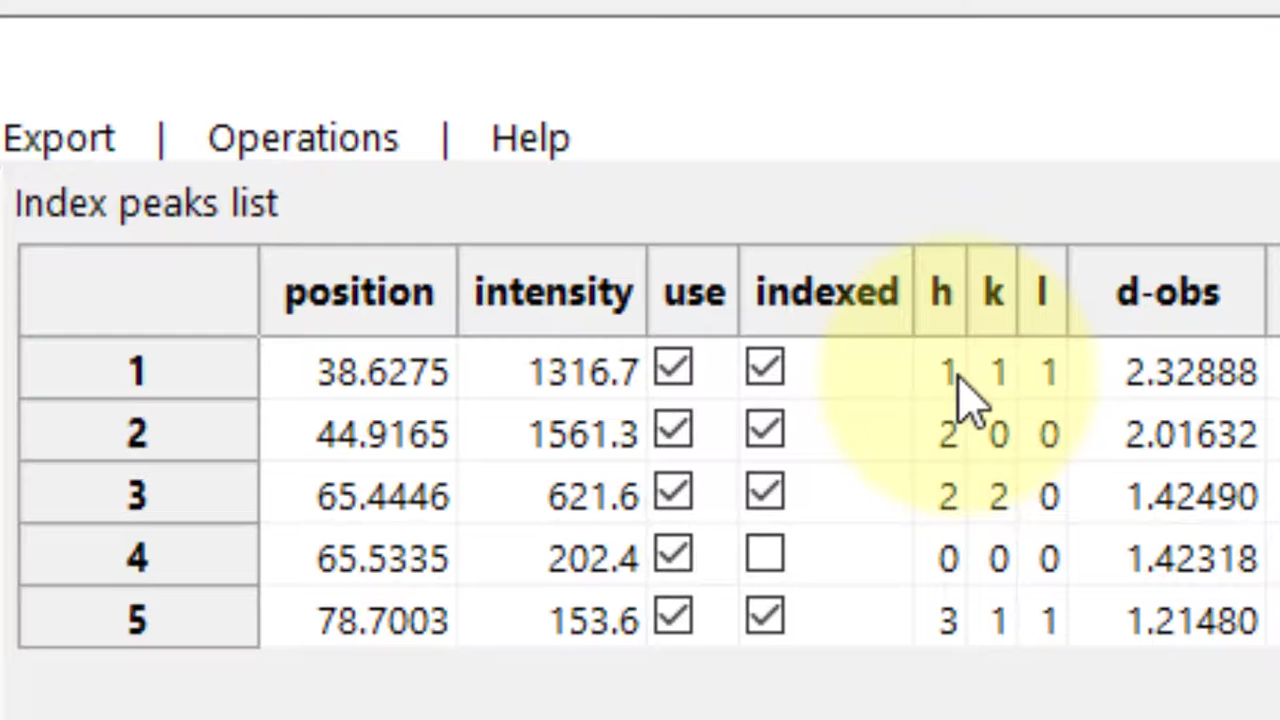 Export | Operations | Help
Index peaks list
position intensity use indexed h k l d-obs
1 38.6275 1316.7 1 1 1 2.32888
2 44.9165 1561.3 2 0 0 2.01632
3 65.4446 621.6 2 2 0 1.42490
4 65.5335 202.4 0 0 0 1.42318
5 78.7003 153.6 3 1 1 1.21480